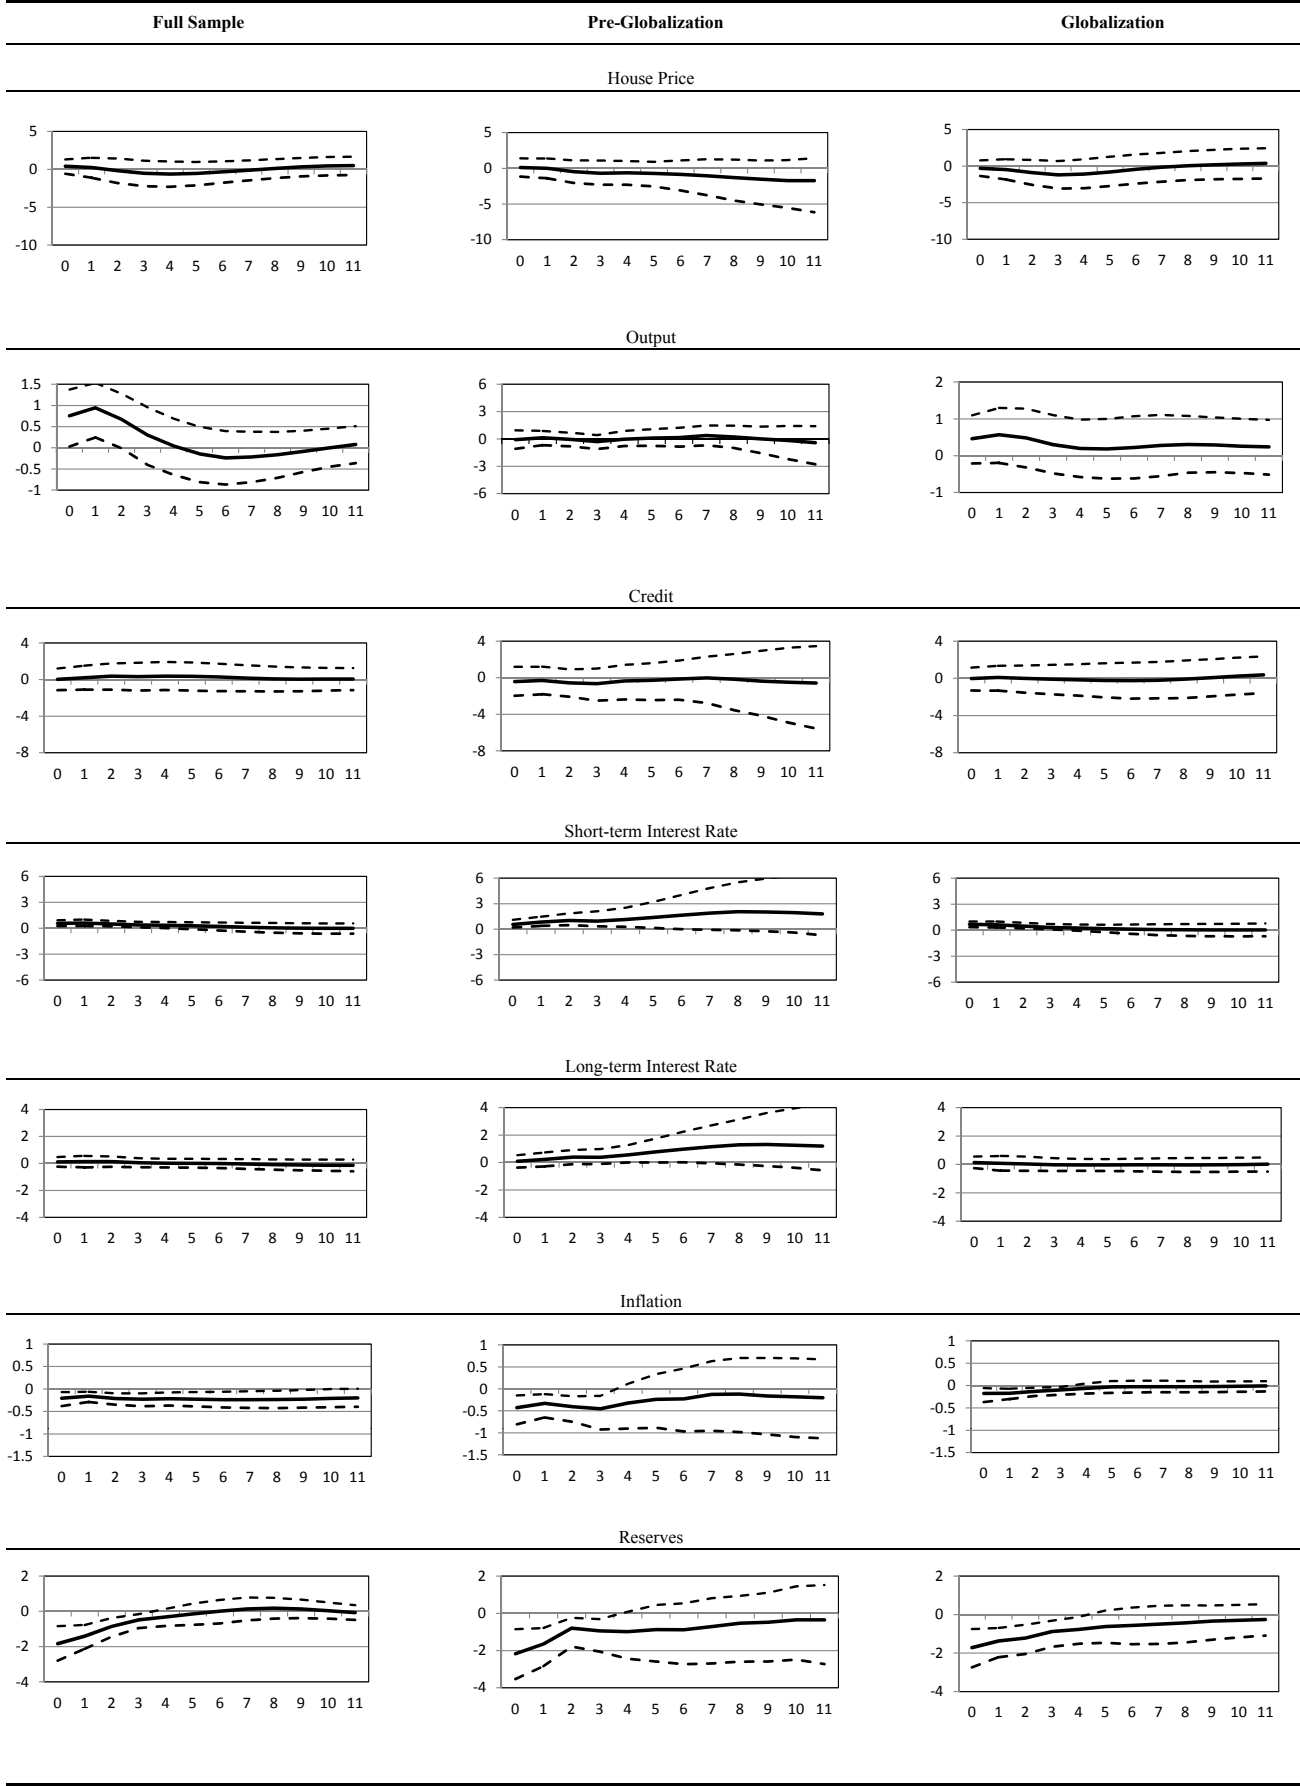 Full Sample Pre-Globalization Globalization
House Price
5 5 5
0 0 0
-5 -5 -5
-10 -10 -10
0 1 2 3 4 5 6 7 8 9 10 11 0 1 2 3 4 5 6 7 8 9 10 11 0 1 2 3 4 5 6 7 8 9 10 11
Output
1.5 6 2
1 3 1
0.5 0 0
0 -3 -1
-0.5 -6
-1
0 1 2 3 4 5 6 7 8 9 10 11 0 1 2 3 4 5 6 7 8 9 10 11 0 1 2 3 4 5 6 7 8 9 10 11
Credit
4 4 4
0 0 0
-4 -4 -4
-8 -8 -8
0 1 2 3 4 5 6 7 8 9 10 11 0 1 2 3 4 5 6 7 8 9 10 11 0 1 2 3 4 5 6 7 8 9 10 11
Short-term Interest Rate
6 6 6
3 3 3
0 0 0
-3 -3 -3
-6 -6 -6
0 1 2 3 4 5 6 7 8 9 10 11 0 1 2 3 4 5 6 7 8 9 10 11 0 1 2 3 4 5 6 7 8 9 10 11
Long-term Interest Rate
4 4 4
2 2 2
0 0 0
-2 -2 -2
-4 -4 -4
0 1 2 3 4 5 6 7 8 9 10 11 0 1 2 3 4 5 6 7 8 9 10 11 0 1 2 3 4 5 6 7 8 9 10 11
Inflation
1 1 1
0.5 0.5 0.5
0 0 0
-0.5 -0.5 -0.5
-1 -1 -1
-1.5 -1.5 -1.5
0 1 2 3 4 5 6 7 8 9 10 11 0 1 2 3 4 5 6 7 8 9 10 11 0 1 2 3 4 5 6 7 8 9 10 11
Reserves
2 2 2
0 0 0
-2 -2 -2
-4 -4 -4
0 1 2 3 4 5 6 7 8 9 10 11 0 1 2 3 4 5 6 7 8 9 10 11 0 1 2 3 4 5 6 7 8 9 10 11